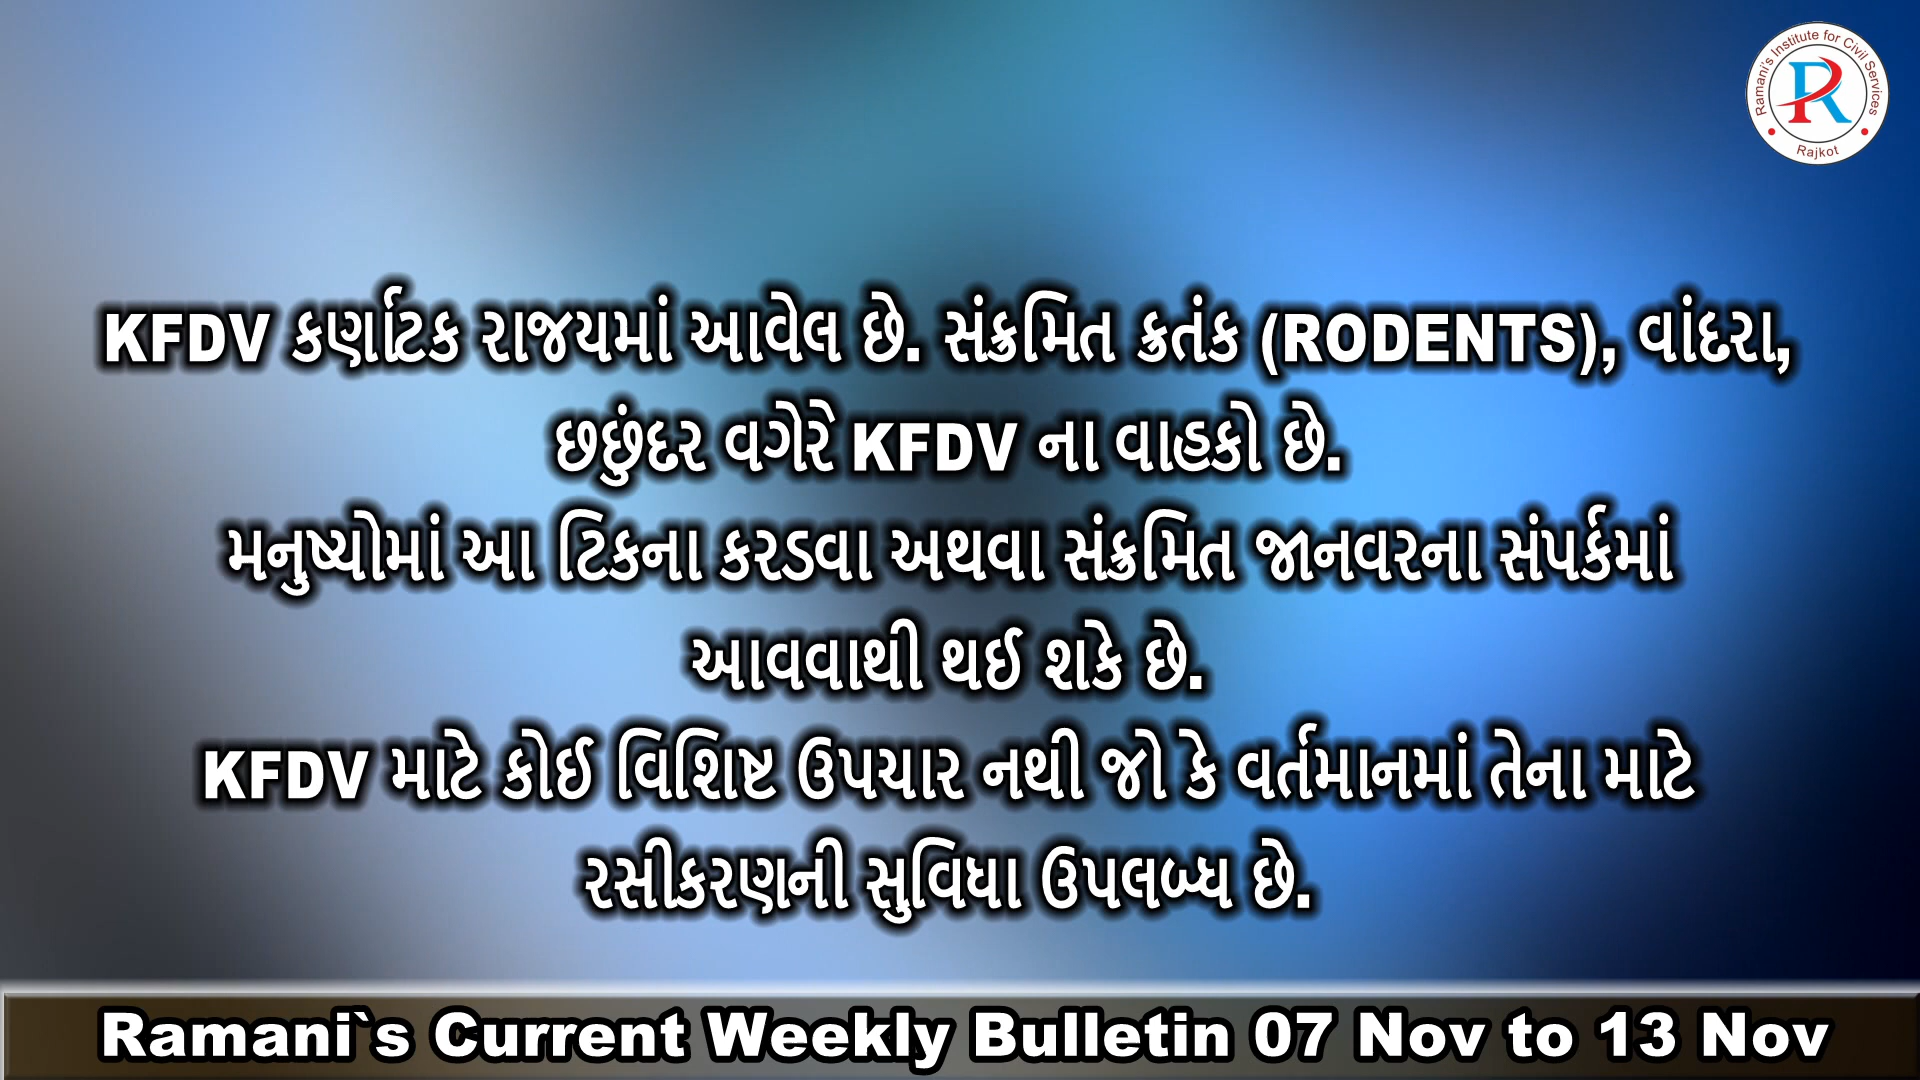 Ramani's Institute for Civil Services
R
Rajkot
KFDV કર્ણાટક રાજયમાં આવેલ છે. સંક્રમિત ક્રતંક (RODENTS), વાંદરા,
છછુંદર વગેરે KFDV ના વાહકો છે.
મનુષ્યોમાં આ ટિકના કરડવા અથવા સંક્રમિત જાનવરના સંપર્કમાં
આવવાથી થઈ શકે છે.
KFDV માટે કોઈ વિશિષ્ટ ઉપચાર નથી જો કે વર્તમાનમાં તેના માટે
રસીકરણની સુવિધા ઉપલબ્ધ છે.
Ramani`s Current Weekly Bulletin 07 Nov to 13 Nov